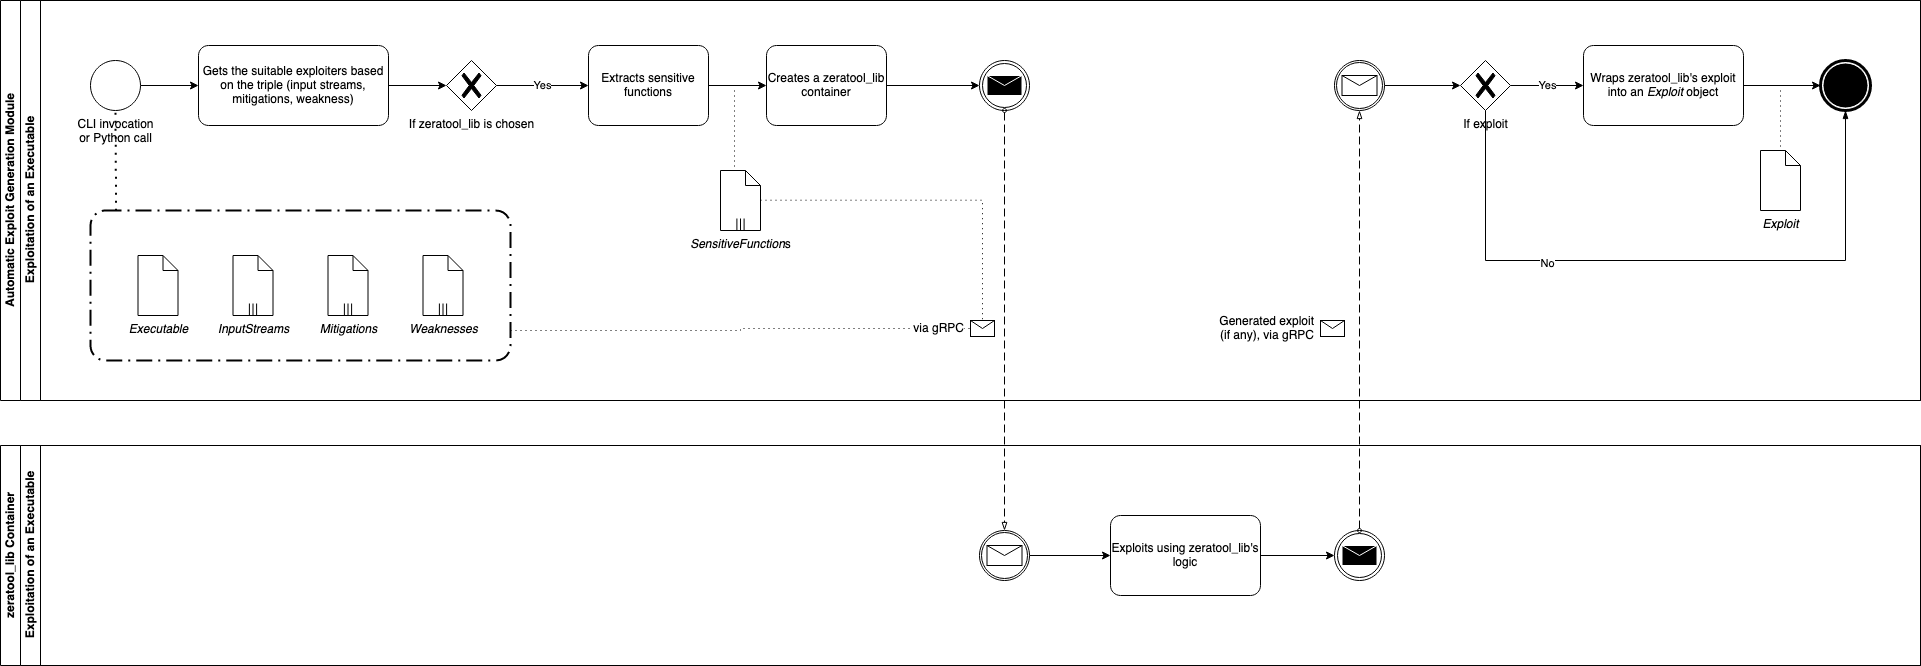 Automatic Exploit Generation Module
Exploitation of an Executable
CLI invocation
or Python call
Gets the suitable exploiters based
on the triple (input streams,
mitigations, weakness)
If zeratool_lib is chosen
Yes
Extracts sensitive
functions
Creates a zeratool_lib
container
SensitiveFunctions
Executable
InputStreams
Mitigations
Weaknesses
via gRPC
Generated exploit
(if any), via gRPC
If exploit
Yes
No
Wraps zeratool_lib's exploit
into an Exploit object
Exploit
zeratool_lib Container
Exploitation of an Executable
Exploits using zeratool_lib's
logic